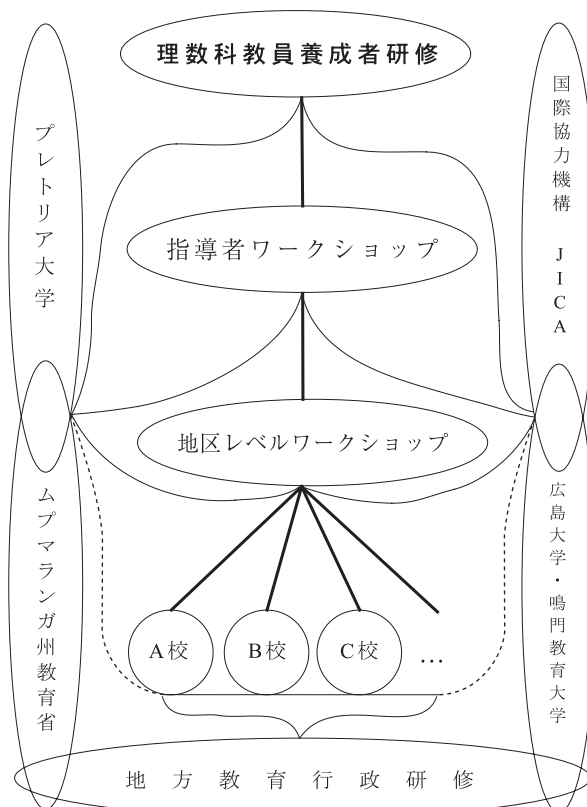 理数科教員養成者研修
プレトリア大学
国際協力機構 JICA
指導者ワークショップ
地区レベルワークショップ
ムプマランガ州教育省
広島大学・鳴門教育大学
A校
B校
C校
…
地方教育行政研修